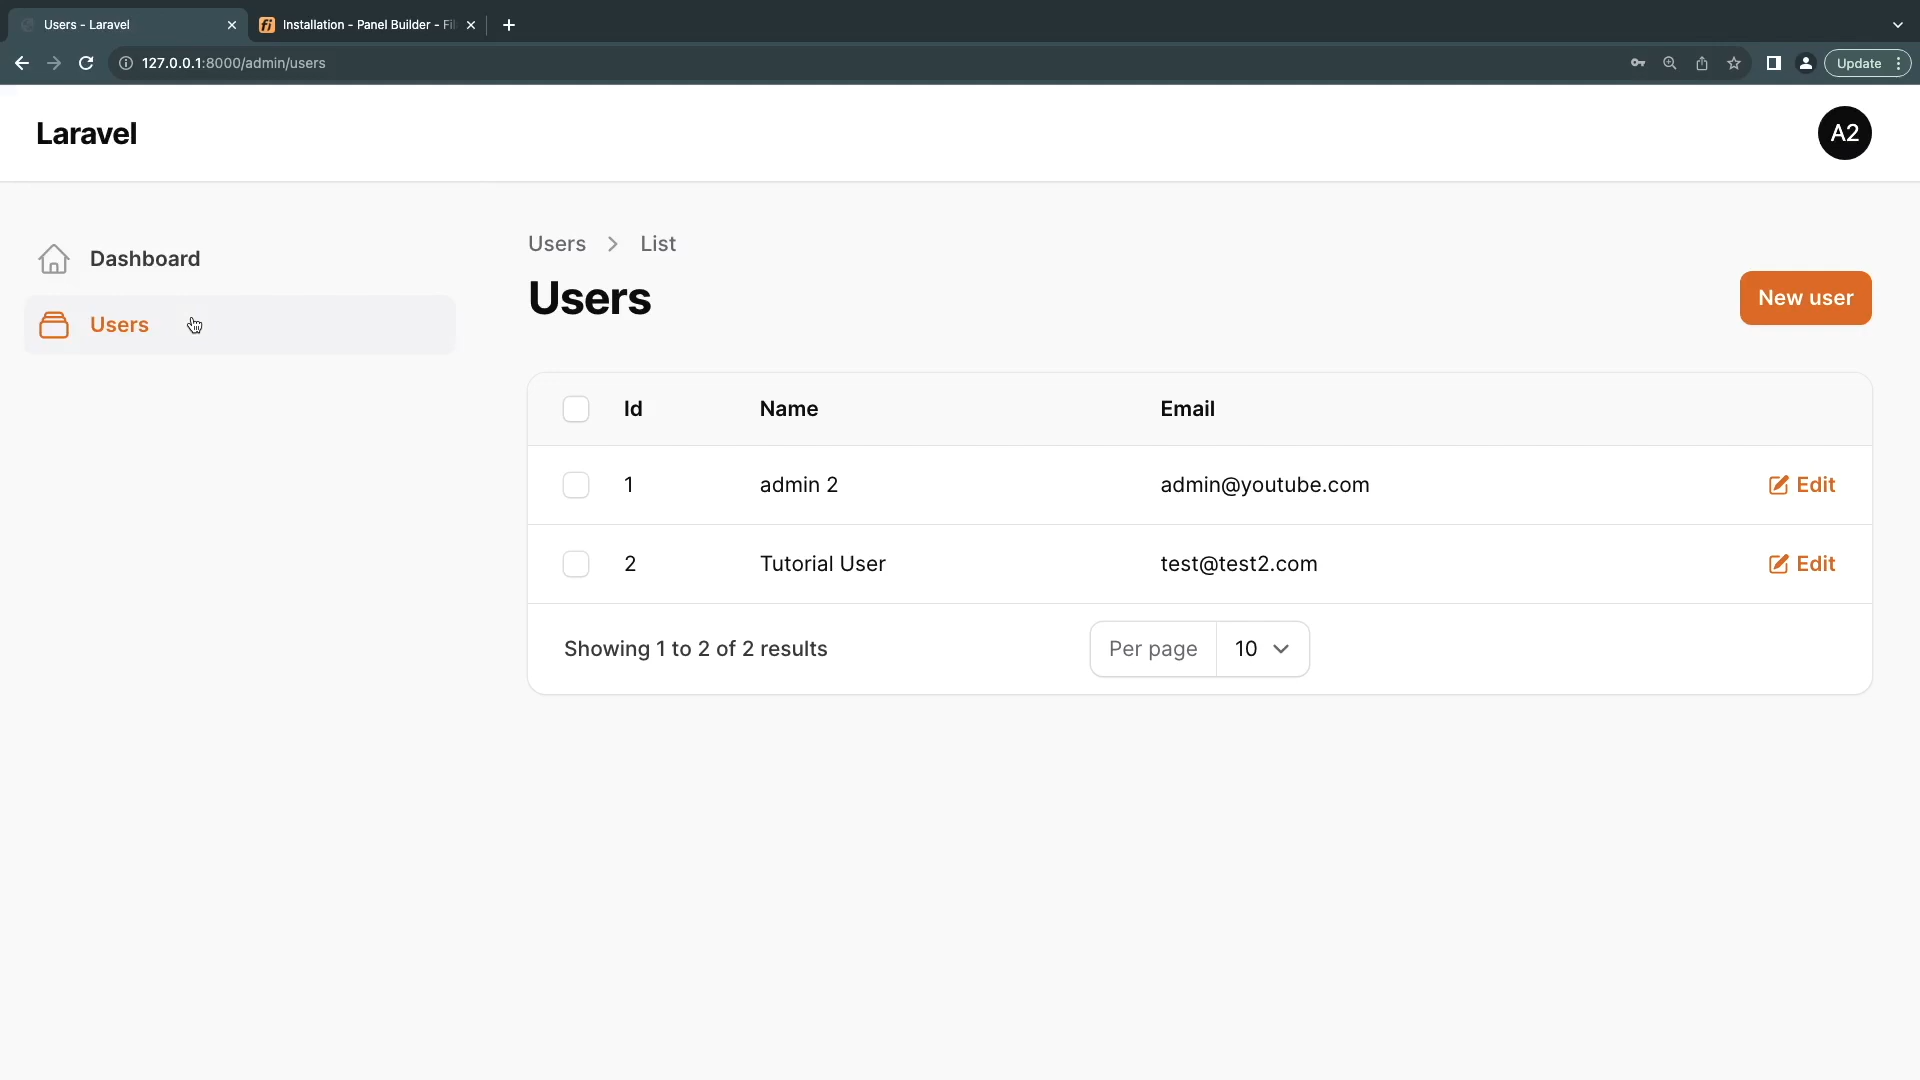 Users - Laravel
Installation - Panel Builder - Fil
127.0.0.1:8000/admin/users
Update
Laravel
A2
Dashboard
Users
Users > List
Users
New user
Id Name Email
1 admin 2 admin@youtube.com Edit
2 Tutorial User test@test2.com Edit
Showing 1 to 2 of 2 results
Per page 10